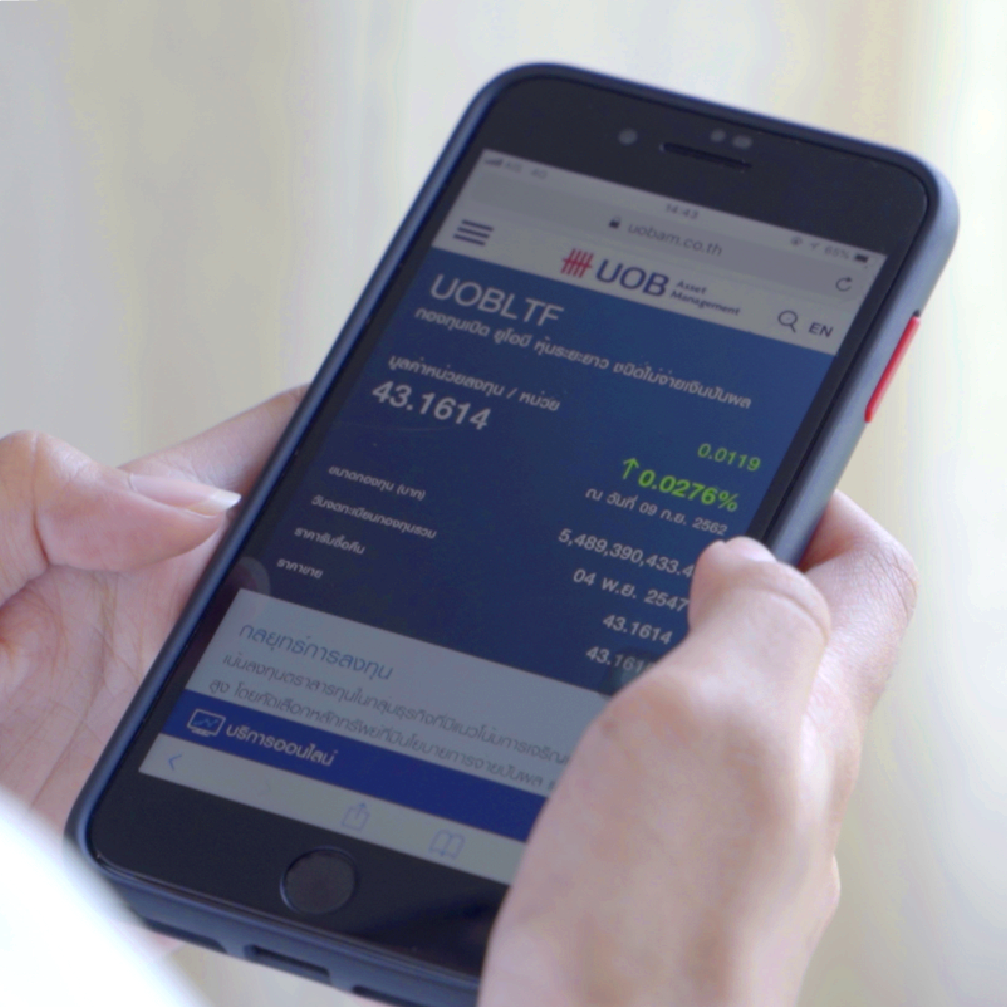 14:43
uobam.co.th
UOB Asset Management
EN
UOBLTF
กองทุนเปิด ยูโอบี หุ้นระยะยาว ชนิดไม่จ่ายเงินปันผล
มูลค่าหน่วยลงทุน / หน่วย
43.1614
0.0119
↑0.0276%
ณ วันที่ 09 ก.ย. 2562
ขนาดกองทุน (บาท) 5,489,390,433.4
วันจดทะเบียนกองทุนรวม 04 พ.ย. 2547
ราคารับซื้อคืน 43.1614
ราคาขาย 43.161
กลยุทธ์การลงทุน
เน้นลงทุนตราสารทุนในกลุ่มธุรกิจที่มีแนวโน้มการเจริญ
สูง โดยคัดเลือกหลักทรัพย์ที่มีนโยบายการจ่ายปันผล
บริการออนไลน์